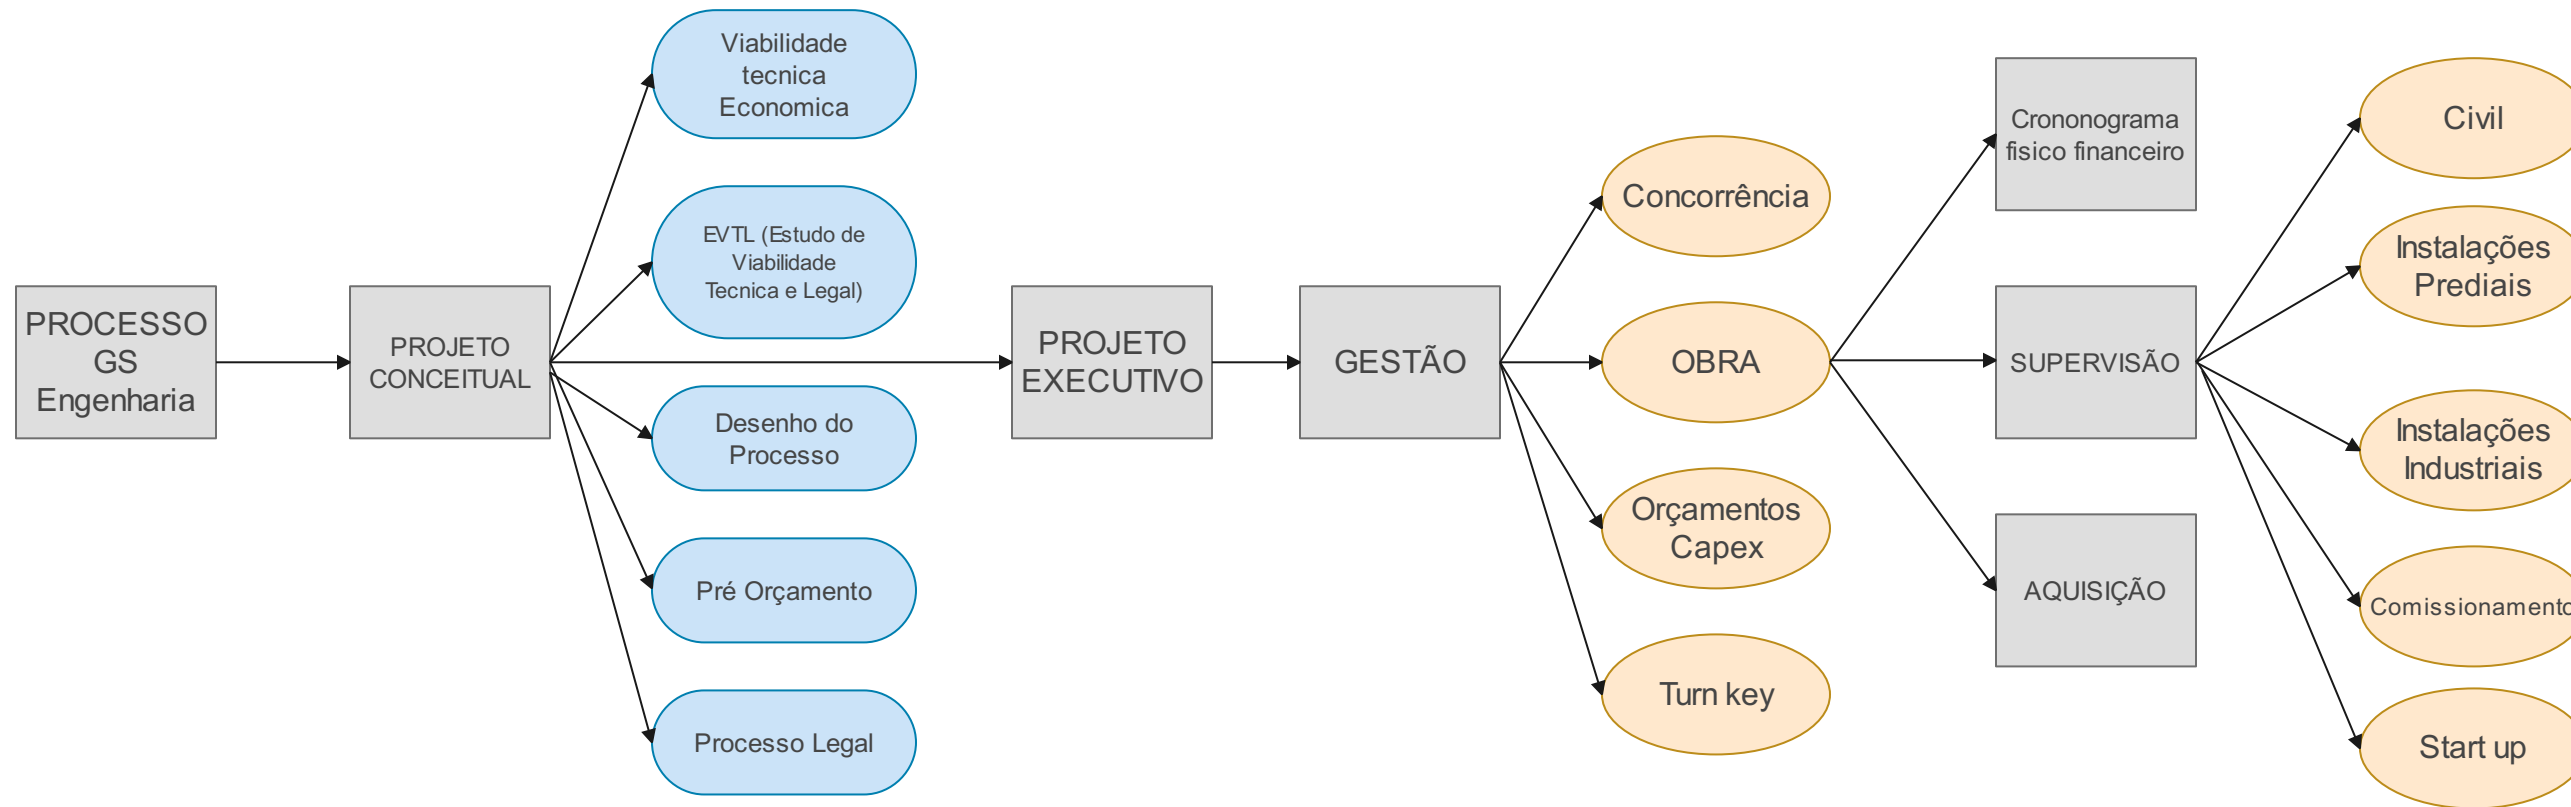 PROCESSO
GS
Engenharia
PROJETO
CONCEITUAL
Viabilidade
tecnica
Economica
EVTL (Estudo de
Viabilidade
Tecnica e Legal)
Desenho do
Processo
Pré Orçamento
Processo Legal
PROJETO
EXECUTIVO
GESTÃO
Concorrência
OBRA
Orçamentos
Capex
Turn key
Crononograma
fisico financeiro
SUPERVISÃO
AQUISIÇÃO
Civil
Instalações
Prediais
Instalações
Industriais
Comissionamento
Start up